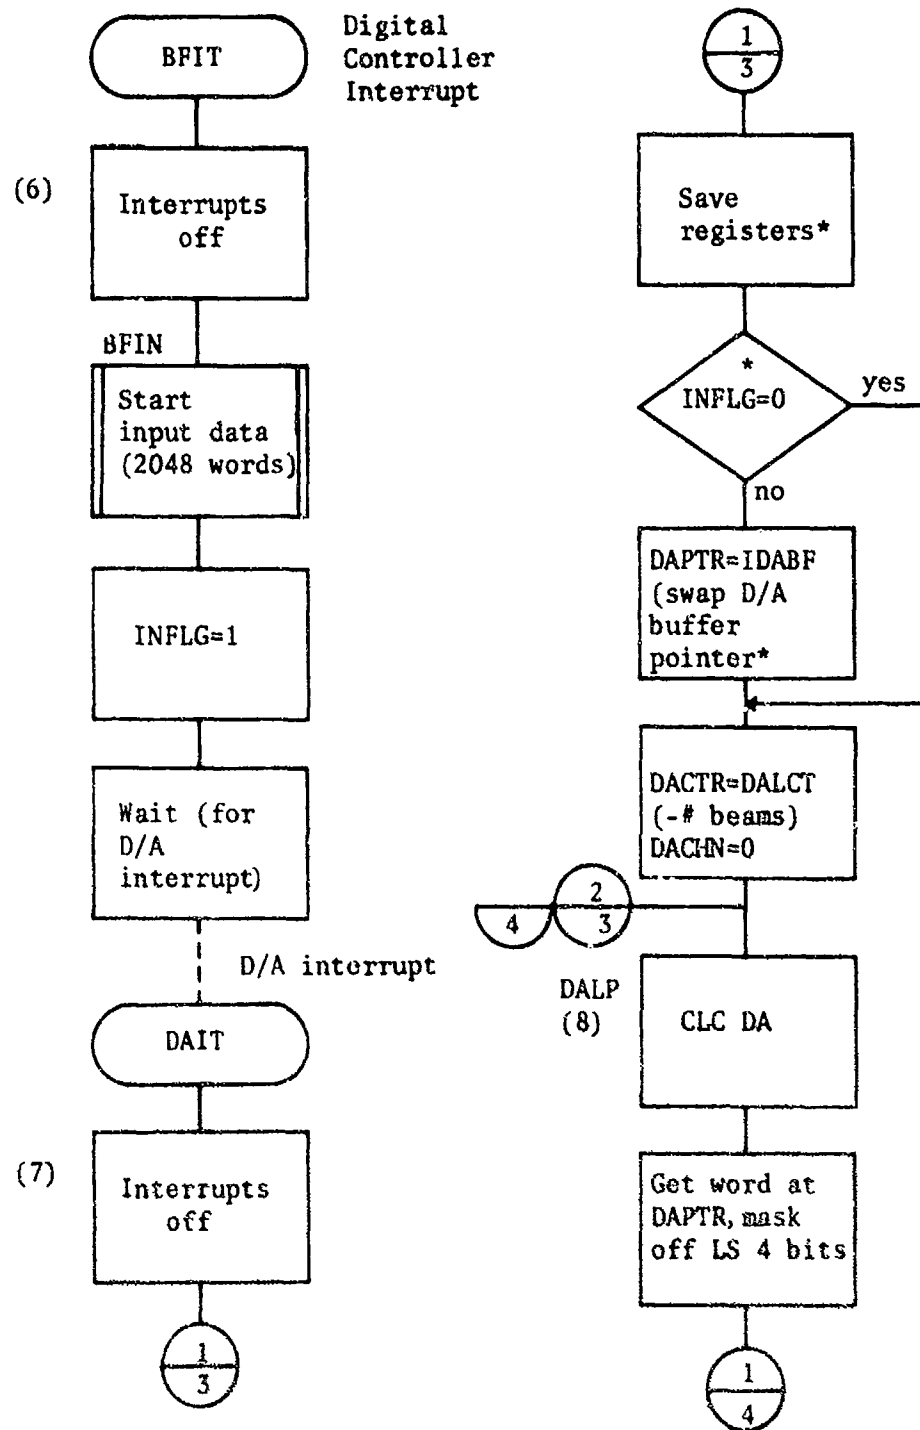 BFIT
Digital
Controller
Interrupt
(6)
Interrupts
off
BFIN
Start
input data
(2048 words)
INFLG=1
Wait (for
D/A
interrupt)
D/A interrupt
DAIT
(7)
Interrupts
off
1
3
1
3
Save
registers*
*
INFLG=0
yes
no
DAPTR=IDABF
(swap D/A
buffer
pointer*
DACTR=DALCT
(-# beams)
DACHN=0
4
2
3
DALP
(8)
CLC DA
Get word at
DAPTR, mask
off LS 4 bits
1
4